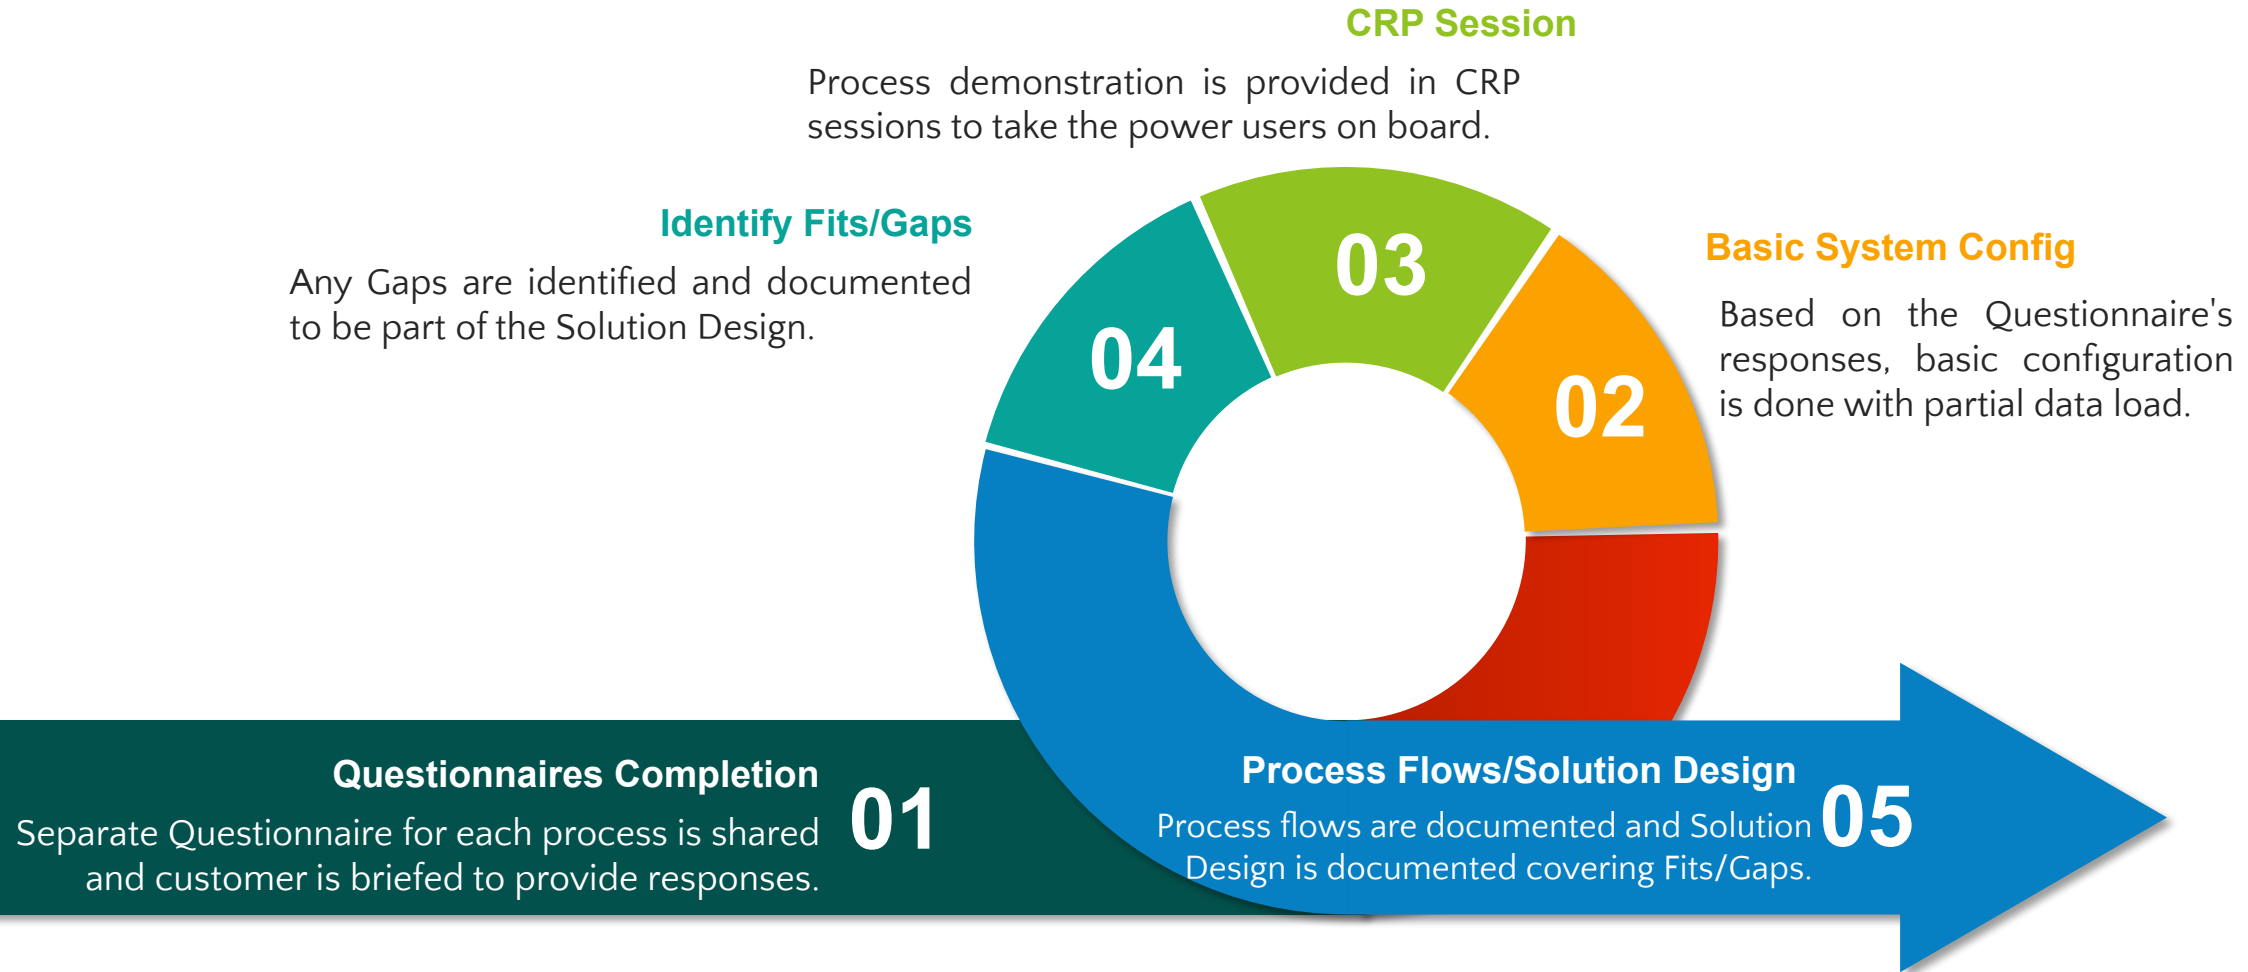 CRP Session
Process demonstration is provided in CRP
sessions to take the power users on board.
Identify Fits/Gaps
Any Gaps are identified and documented
to be part of the Solution Design.
03
04
Basic System Config
Based on the Questionnaire's
responses, basic configuration
is done with partial data load.
02
Questionnaires Completion
Separate Questionnaire for each process is shared
and customer is briefed to provide responses.
01
Process Flows/Solution Design
Process flows are documented and Solution
Design is documented covering Fits/Gaps.
05